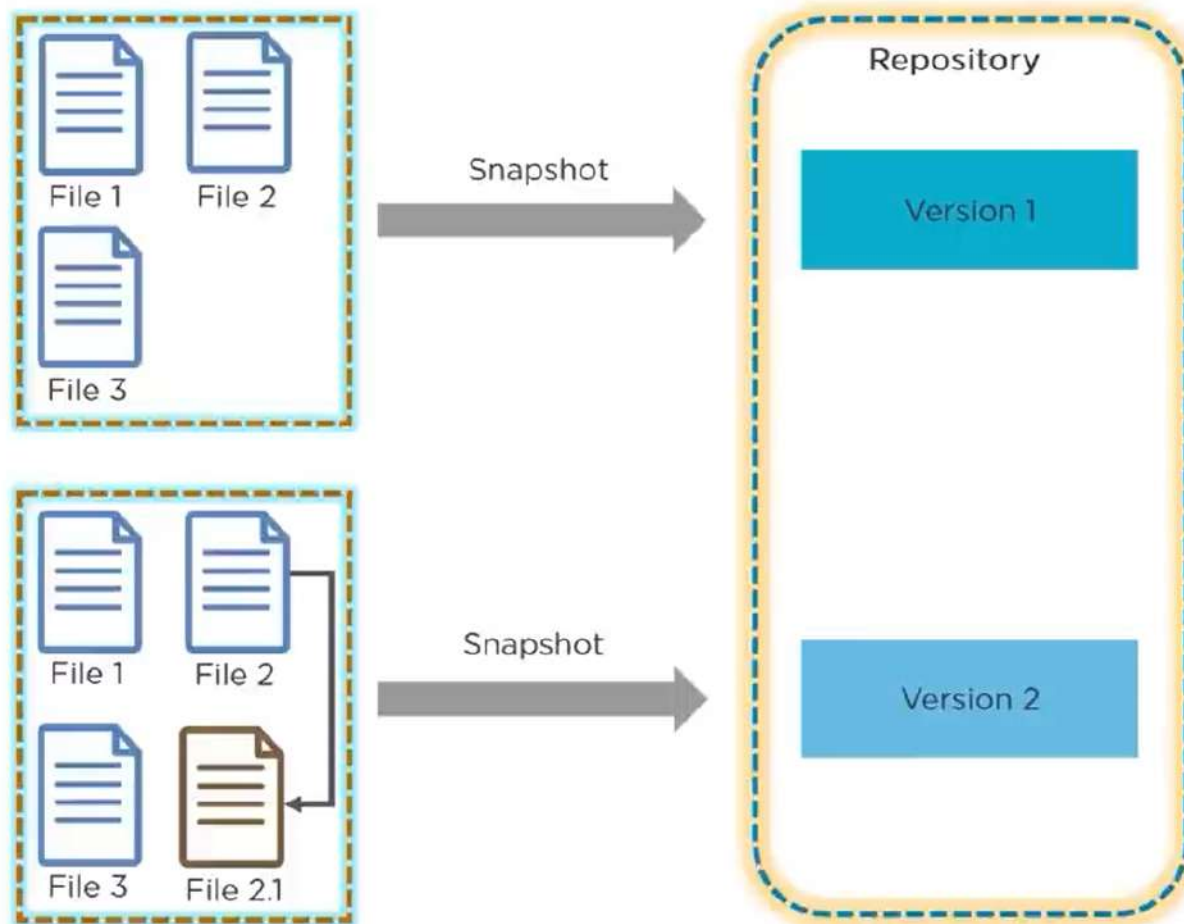 Repository
File 1
File 2
Snapshot
Version 1
File 3
File 1
File 2
Snapshot
Version 2
File 3
File 2.1